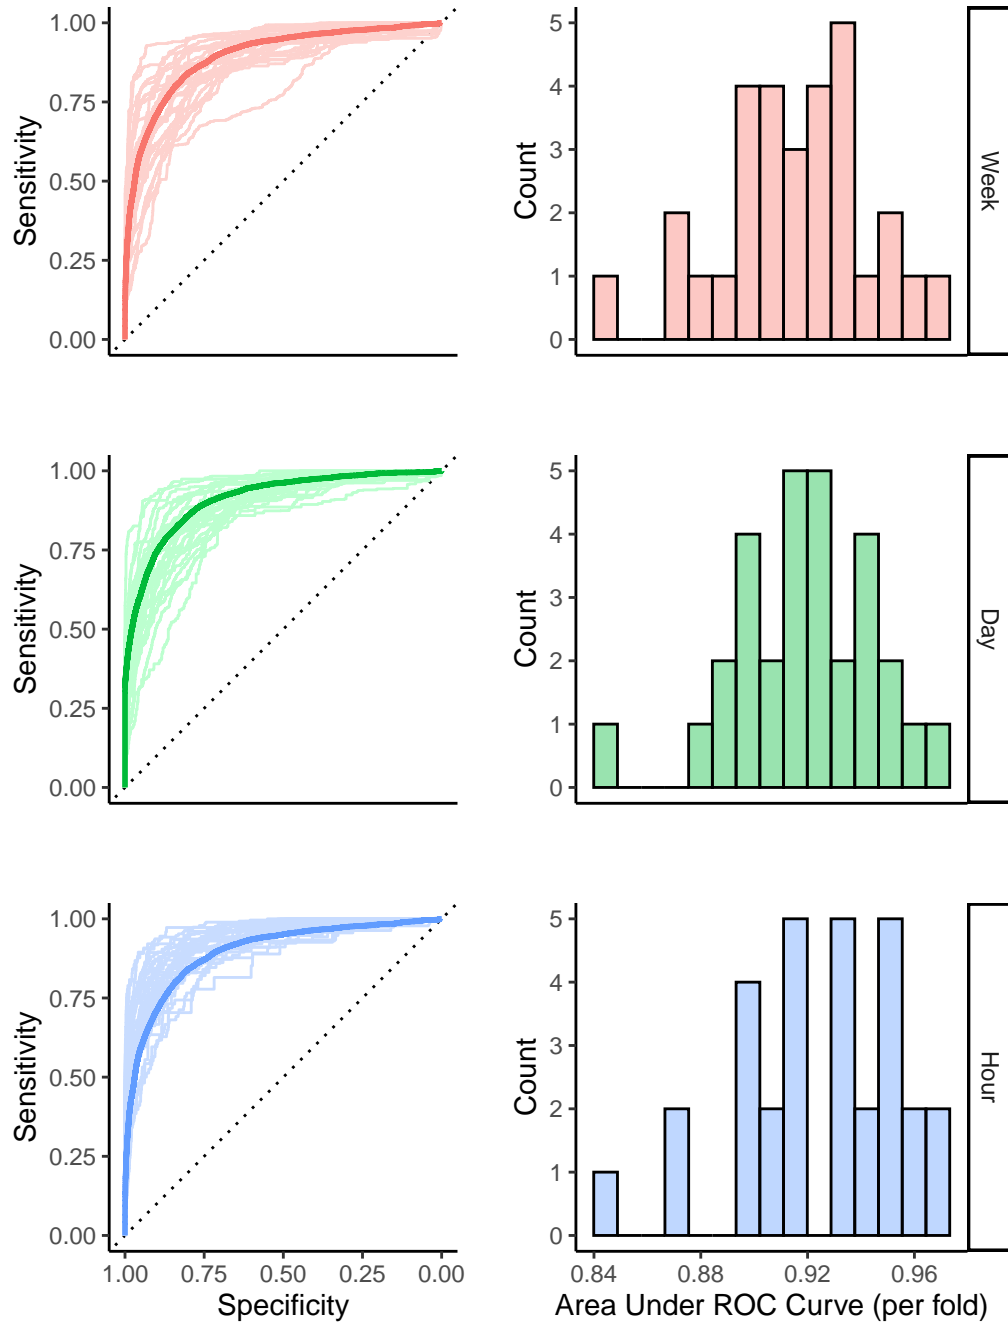 1.00
0.75
0.50
0.25
0.00
Sensitivity
5
4
3
2
1
0
Count
Week
1.00
0.75
0.50
0.25
0.00
Sensitivity
5
4
3
2
1
0
Count
Day
1.00
0.75
0.50
0.25
0.00
Sensitivity
1.00 0.75 0.50 0.25 0.00
Specificity
5
4
3
2
1
0
Count
Hour
0.84 0.88 0.92 0.96
Area Under ROC Curve (per fold)